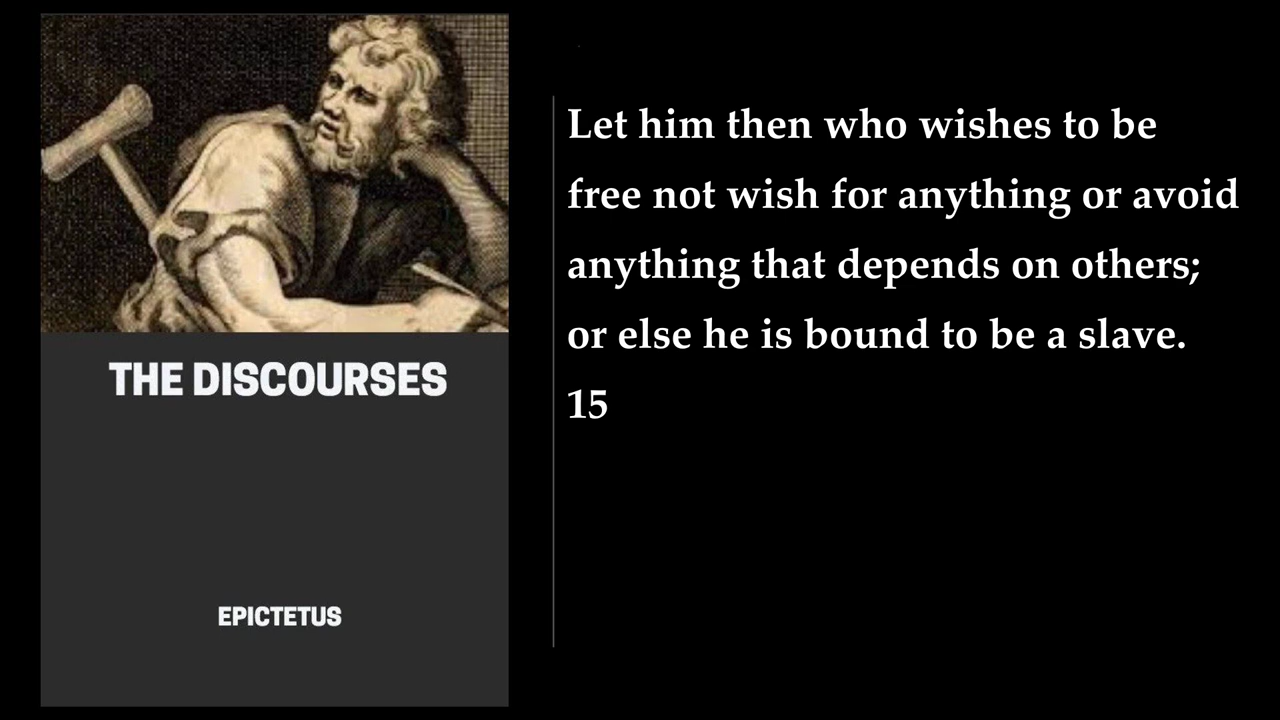 THE DISCOURSES
EPICTETUS
Let him then who wishes to be
free not wish for anything or avoid
anything that depends on others;
or else he is bound to be a slave.
15